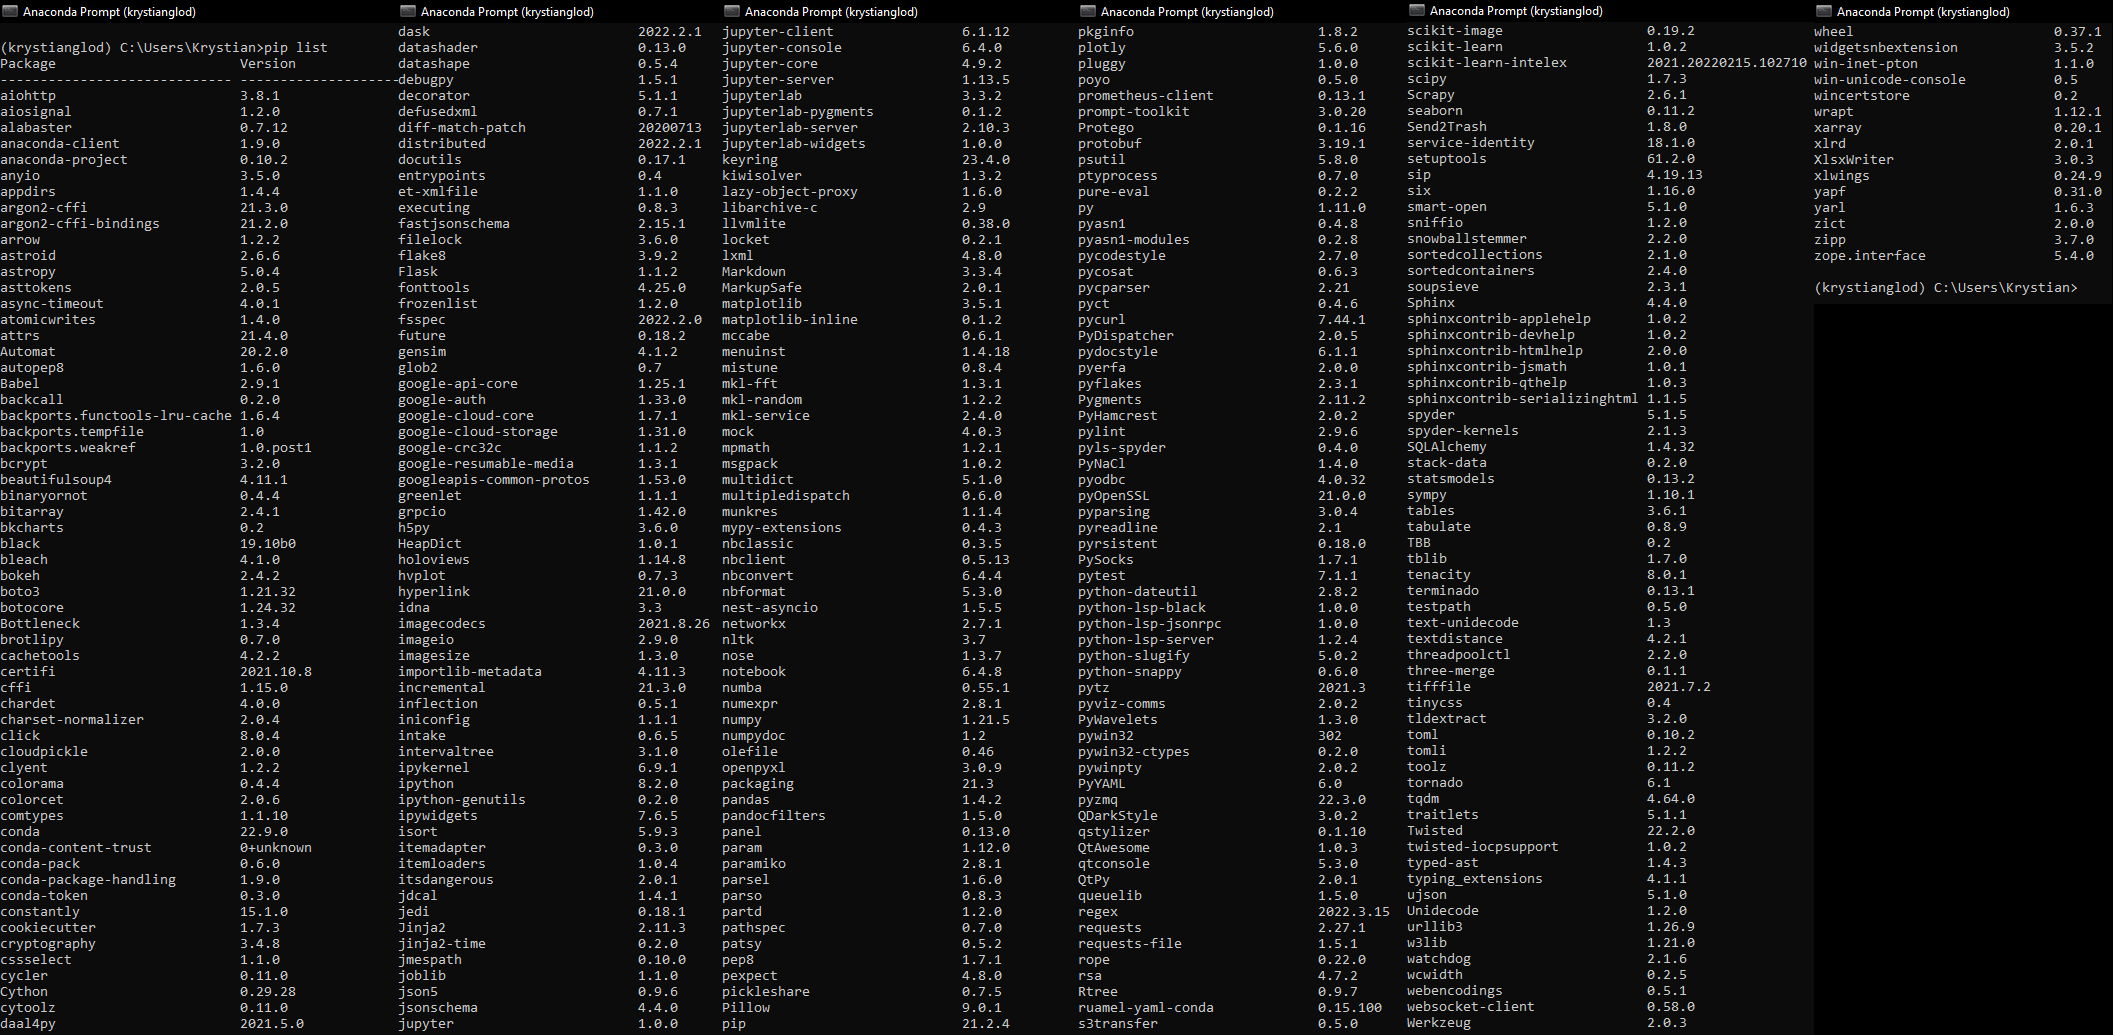 Anaconda Prompt (krystianglod)
(krystianglod) C:\Users\Krystian>pip list
Package Version
----------------------------- --------------------
aiohttp 3.8.1
aiosignal 1.2.0
alabaster 0.7.12
anaconda-client 1.9.0
anaconda-project 0.10.2
anyio 3.5.0
appdirs 1.4.4
argon2-cffi 21.3.0
argon2-cffi-bindings 21.2.0
arrow 1.2.2
astroid 2.6.6
astropy 5.0.4
asttokens 2.0.5
async-timeout 4.0.1
atomicwrites 1.4.0
attrs 21.4.0
Automat 20.2.0
autopep8 1.6.0
Babel 2.9.1
backcall 0.2.0
backports.functools-lru-cache 1.6.4
backports.tempfile 1.0
backports.weakref 1.0.post1
bcrypt 3.2.0
beautifulsoup4 4.11.1
binaryornot 0.4.4
bitarray 2.4.1
bkcharts 0.2
black 19.10b0
bleach 4.1.0
bokeh 2.4.2
boto3 1.21.32
botocore 1.24.32
Bottleneck 1.3.4
brotlipy 0.7.0
cachetools 4.2.2
certifi 2021.10.8
cffi 1.15.0
chardet 4.0.0
charset-normalizer 2.0.4
click 8.0.4
cloudpickle 2.0.0
clyent 1.2.2
colorama 0.4.4
colorcet 2.0.6
comtypes 1.1.10
conda 22.9.0
conda-content-trust 0+unknown
conda-pack 0.6.0
conda-package-handling 1.9.0
conda-token 0.3.0
constantly 15.1.0
cookiecutter 1.7.3
cryptography 3.4.8
cssselect 1.1.0
cycler 0.11.0
Cython 0.29.28
cytoolz 0.11.0
daal4py 2021.5.0
Anaconda Prompt (krystianglod)
dask 2022.2.1
datashader 0.13.0
datashape 0.5.4
debugpy 1.5.1
decorator 5.1.1
defusedxml 0.7.1
diff-match-patch 20200713
distributed 2022.2.1
docutils 0.17.1
entrypoints 0.4
et-xmlfile 1.1.0
executing 0.8.3
fastjsonschema 2.15.1
filelock 3.6.0
flake8 3.9.2
Flask 1.1.2
fonttools 4.25.0
frozenlist 1.2.0
fsspec 2022.2.0
future 0.18.2
gensim 4.1.2
glob2 0.7
google-api-core 1.25.1
google-auth 1.33.0
google-cloud-core 1.7.1
google-cloud-storage 1.31.0
google-crc32c 1.1.2
google-resumable-media 1.3.1
googleapis-common-protos 1.53.0
greenlet 1.1.1
grpcio 1.42.0
h5py 3.6.0
HeapDict 1.0.1
holoviews 1.14.8
hvplot 0.7.3
hyperlink 21.0.0
idna 3.3
imagecodecs 2021.8.26
imageio 2.9.0
imagesize 1.3.0
importlib-metadata 4.11.3
incremental 21.3.0
inflection 0.5.1
iniconfig 1.1.1
intake 0.6.5
intervaltree 3.1.0
ipykernel 6.9.1
ipython 8.2.0
ipython-genutils 0.2.0
ipywidgets 7.6.5
isort 5.9.3
itemadapter 0.3.0
itemloaders 1.0.4
itsdangerous 2.0.1
jdcal 1.4.1
jedi 0.18.1
Jinja2 2.11.3
jinja2-time 0.2.0
jmespath 0.10.0
joblib 1.1.0
json5 0.9.6
jsonschema 4.4.0
jupyter 1.0.0
Anaconda Prompt (krystianglod)
jupyter-client 6.1.12
jupyter-console 6.4.0
jupyter-core 4.9.2
jupyter-server 1.13.5
jupyterlab 3.3.2
jupyterlab-pygments 0.1.2
jupyterlab-server 2.10.3
jupyterlab-widgets 1.0.0
keyring 23.4.0
kiwisolver 1.3.2
lazy-object-proxy 1.6.0
libarchive-c 2.9
llvmlite 0.38.0
locket 0.2.1
lxml 4.8.0
Markdown 3.3.4
MarkupSafe 2.0.1
matplotlib 3.5.1
matplotlib-inline 0.1.2
mccabe 0.6.1
menuinst 1.4.18
mistune 0.8.4
mkl-fft 1.3.1
mkl-random 1.2.2
mkl-service 2.4.0
mock 4.0.3
mpmath 1.2.1
msgpack 1.0.2
multidict 5.1.0
multipledispatch 0.6.0
munkres 1.1.4
mypy-extensions 0.4.3
nbclassic 0.3.5
nbclient 0.5.13
nbconvert 6.4.4
nbformat 5.3.0
nest-asyncio 1.5.5
networkx 2.7.1
nltk 3.7
nose 1.3.7
notebook 6.4.8
numba 0.55.1
numexpr 2.8.1
numpy 1.21.5
numpydoc 1.2
olefile 0.46
openpyxl 3.0.9
packaging 21.3
pandas 1.4.2
pandocfilters 1.5.0
panel 0.13.0
param 1.12.0
paramiko 2.8.1
parsel 1.6.0
parso 0.8.3
partd 1.2.0
pathspec 0.7.0
patsy 0.5.2
pep8 1.7.1
pexpect 4.8.0
pickleshare 0.7.5
Pillow 9.0.1
pip 21.2.4
Anaconda Prompt (krystianglod)
pkginfo 1.8.2
plotly 5.6.0
pluggy 1.0.0
poyo 0.5.0
prometheus-client 0.13.1
prompt-toolkit 3.0.20
Protego 0.1.16
protobuf 3.19.1
psutil 5.8.0
ptyprocess 0.7.0
pure-eval 0.2.2
py 1.11.0
pyasn1 0.4.8
pyasn1-modules 0.2.8
pycodestyle 2.7.0
pycosat 0.6.3
pycparser 2.21
pyct 0.4.6
pycurl 7.44.1
PyDispatcher 2.0.5
pydocstyle 6.1.1
pyerfa 2.0.0
pyflakes 2.3.1
Pygments 2.11.2
PyHamcrest 2.0.2
pylint 2.9.6
pyls-spyder 0.4.0
PyNaCl 1.4.0
pyodbc 4.0.32
pyOpenSSL 21.0.0
pyparsing 3.0.4
pyreadline 2.1
pyrsistent 0.18.0
PySocks 1.7.1
pytest 7.1.1
python-dateutil 2.8.2
python-lsp-black 1.0.0
python-lsp-jsonrpc 1.0.0
python-lsp-server 1.2.4
python-slugify 5.0.2
python-snappy 0.6.0
pytz 2021.3
pyviz-comms 2.0.2
PyWavelets 1.3.0
pywin32 302
pywin32-ctypes 0.2.0
pywinpty 2.0.2
PyYAML 6.0
pyzmq 22.3.0
QDarkStyle 3.0.2
qstylizer 0.1.10
QtAwesome 1.0.3
qtconsole 5.3.0
QtPy 2.0.1
queuelib 1.5.0
regex 2022.3.15
requests 2.27.1
requests-file 1.5.1
rope 0.22.0
rsa 4.7.2
Rtree 0.9.7
ruamel-yaml-conda 0.15.100
s3transfer 0.5.0
Anaconda Prompt (krystianglod)
scikit-image 0.19.2
scikit-learn 1.0.2
scikit-learn-intelex 2021.20220215.102710
scipy 1.7.3
Scrapy 2.6.1
seaborn 0.11.2
Send2Trash 1.8.0
service-identity 18.1.0
setuptools 61.2.0
sip 4.19.13
six 1.16.0
smart-open 5.1.0
sniffio 1.2.0
snowballstemmer 2.2.0
sortedcollections 2.1.0
sortedcontainers 2.4.0
soupsieve 2.3.1
Sphinx 4.4.0
sphinxcontrib-applehelp 1.0.2
sphinxcontrib-devhelp 1.0.2
sphinxcontrib-htmlhelp 2.0.0
sphinxcontrib-jsmath 1.0.1
sphinxcontrib-qthelp 1.0.3
sphinxcontrib-serializinghtml 1.1.5
spyder 5.1.5
spyder-kernels 2.1.3
SQLAlchemy 1.4.32
stack-data 0.2.0
statsmodels 0.13.2
sympy 1.10.1
tables 3.6.1
tabulate 0.8.9
TBB 0.2
tblib 1.7.0
tenacity 8.0.1
terminado 0.13.1
testpath 0.5.0
text-unidecode 1.3
textdistance 4.2.1
threadpoolctl 2.2.0
three-merge 0.1.1
tifffile 2021.7.2
tinycss 0.4
tldextract 3.2.0
toml 0.10.2
tomli 1.2.2
toolz 0.11.2
tornado 6.1
tqdm 4.64.0
traitlets 5.1.1
Twisted 22.2.0
twisted-iocpsupport 1.0.2
typed-ast 1.4.3
typing_extensions 4.1.1
ujson 5.1.0
Unidecode 1.2.0
urllib3 1.26.9
w3lib 1.21.0
watchdog 2.1.6
wcwidth 0.2.5
webencodings 0.5.1
websocket-client 0.58.0
Werkzeug 2.0.3
Anaconda Prompt (krystianglod)
wheel 0.37.1
widgetsnbextension 3.5.2
win-inet-pton 1.1.0
win-unicode-console 0.5
wincertstore 0.2
wrapt 1.12.1
xarray 0.20.1
xlrd 2.0.1
XlsxWriter 3.0.3
xlwings 0.24.9
yapf 0.31.0
yarl 1.6.3
zict 2.0.0
zipp 3.7.0
zope.interface 5.4.0
(krystianglod) C:\Users\Krystian>